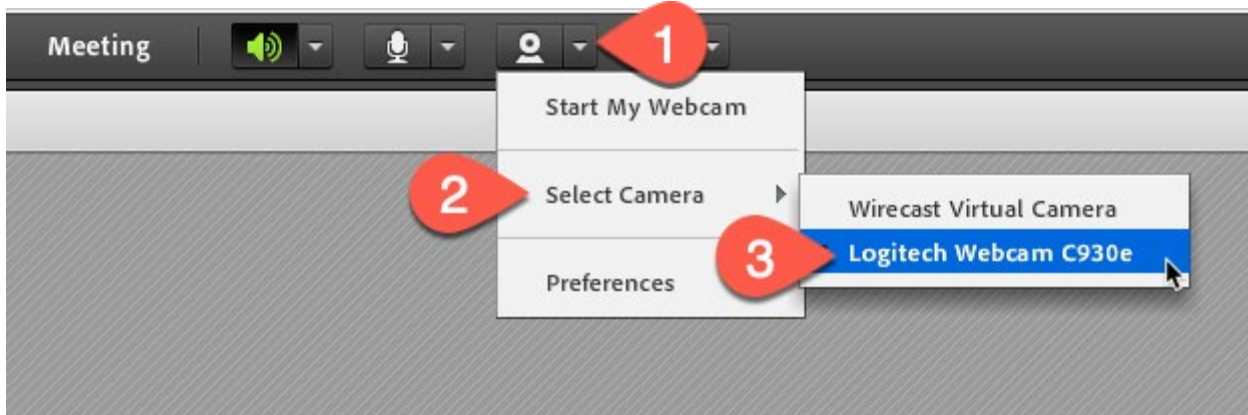 Meeting
1
Start My Webcam
2
Select Camera
Wirecast Virtual Camera
3
Logitech Webcam C930e
Preferences